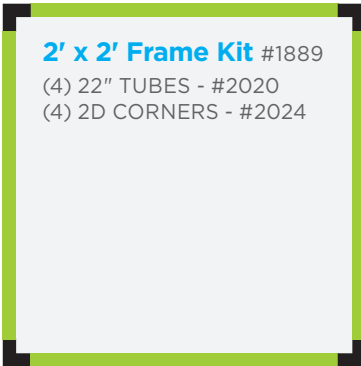 2' x 2' Frame Kit #1889
(4) 22" TUBES - #2020
(4) 2D CORNERS - #2024